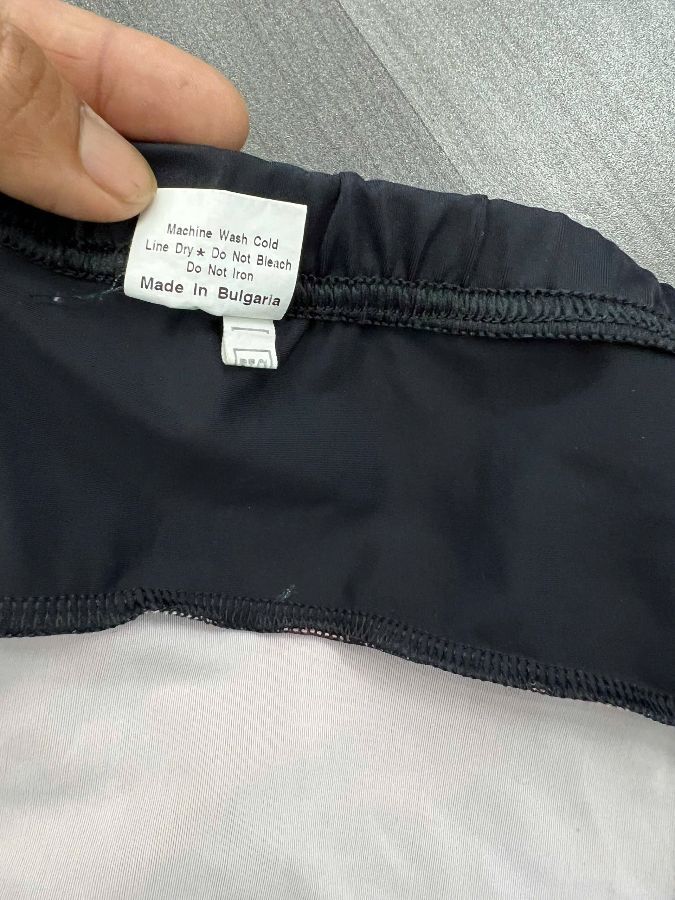 Machine Wash Cold
Line Dry * Do Not Bleach
Do Not Iron
Made In Bulgaria